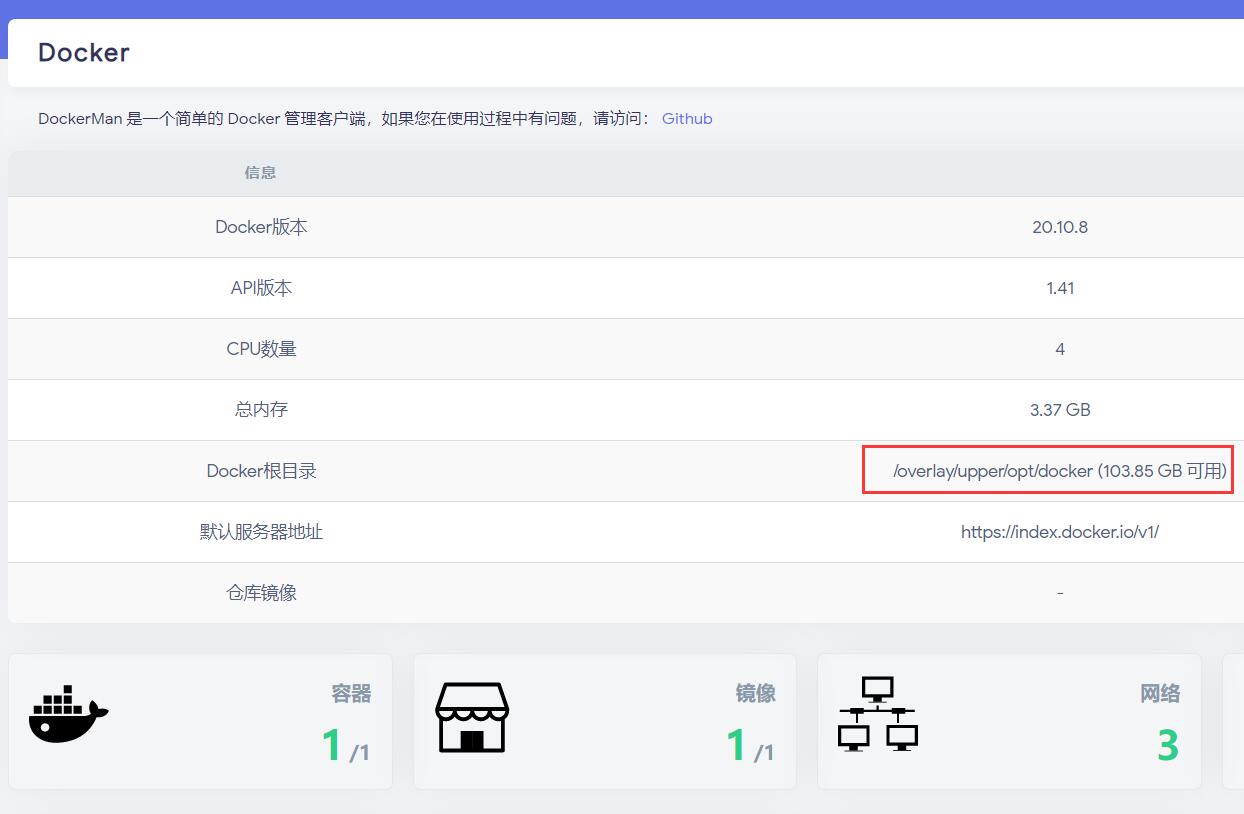 Docker
DockerMan 是一个简单的 Docker 管理客户端，如果您在使用过程中有问题，请访问： Github
信息
Docker版本 20.10.8
API版本 1.41
CPU数量 4
总内存 3.37 GB
Docker根目录 /overlay/upper/opt/docker (103.85 GB 可用)
默认服务器地址 https://index.docker.io/v1/
仓库镜像 -
容器 镜像 网络
1 /1 1 /1 3